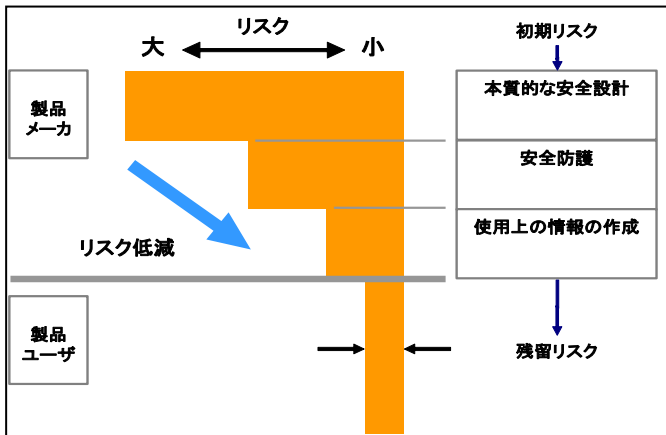 リスク
大
小
初期リスク
製品
メーカ
本質的な安全設計
安全防護
使用上の情報の作成
リスク低減
製品
ユーザ
残留リスク